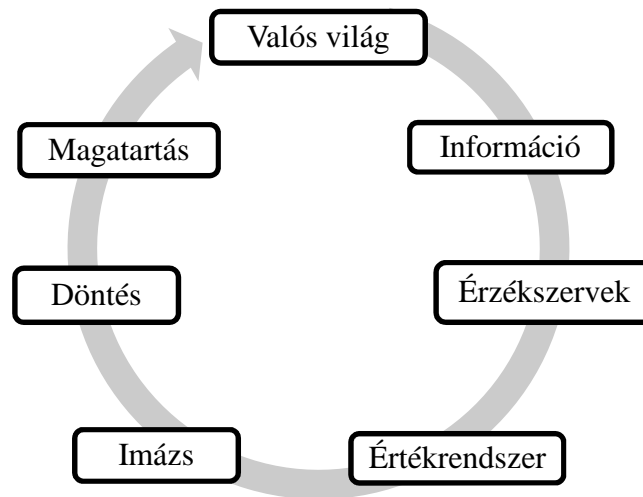 Valós világ
Információ
Érzékszervek
Értékrendszer
Imázs
Döntés
Magatartás